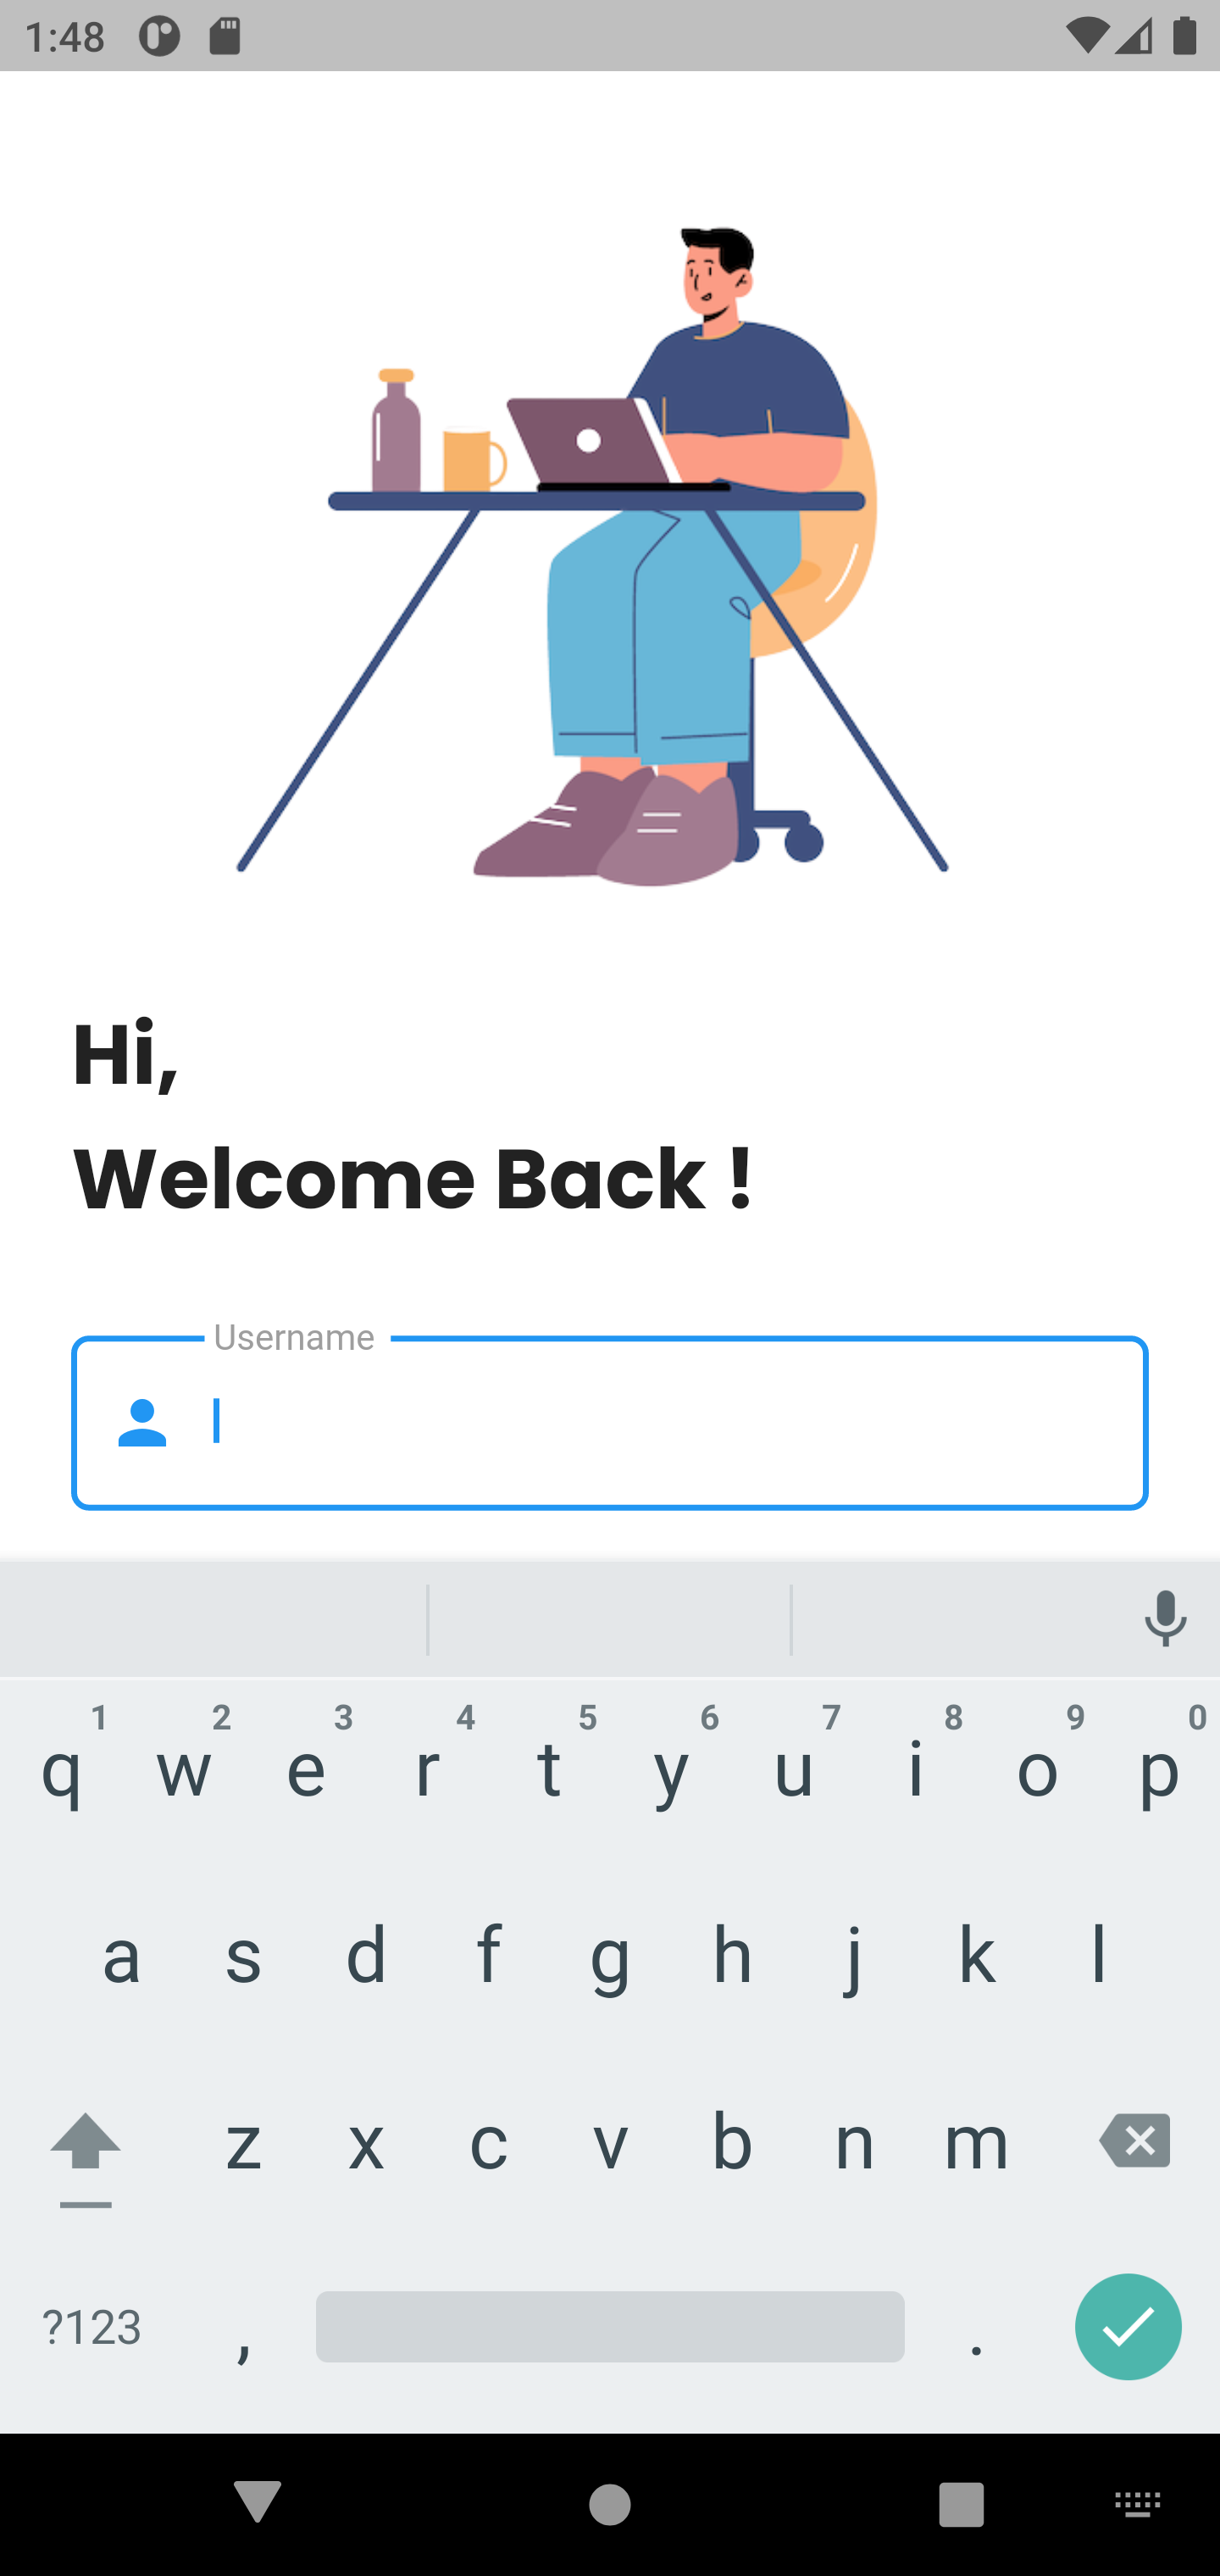 1:48
Hi,
Welcome Back !
Username
1 2 3 4 5 6 7 8 9 0
q w e r t y u i o p
a s d f g h j k l
z x c v b n m
?123 , .